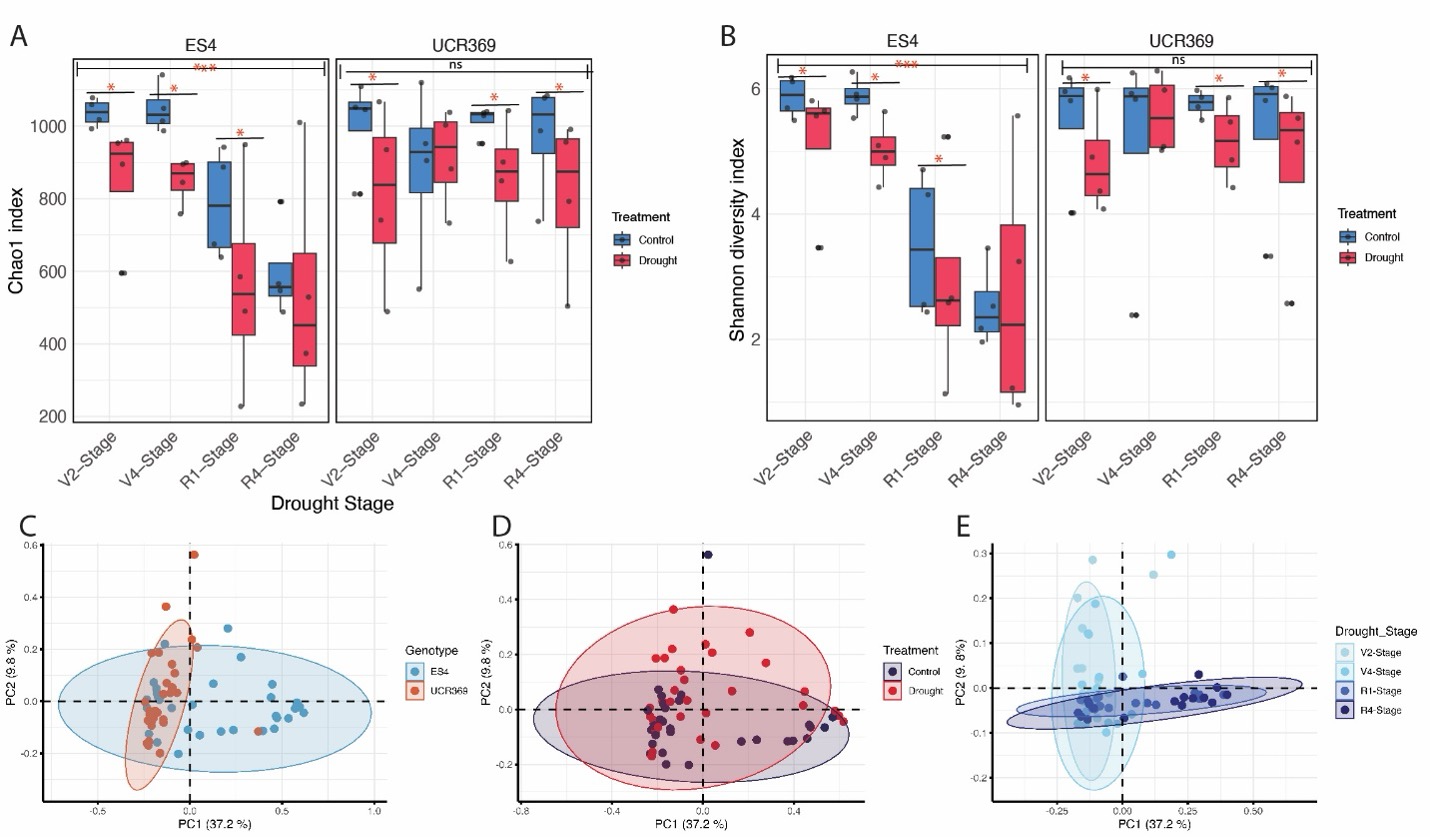 A
ES4
UCR369
***
ns
*
*
*
*
*
*
Chao1 index
1000
800
600
400
200
V2-Stage
V4-Stage
R1-Stage
R4-Stage
V2-Stage
V4-Stage
R1-Stage
R4-Stage
Drought Stage
Treatment
Control
Drought
B
ES4
UCR369
***
ns
*
*
*
*
*
*
Shannon diversity index
6
4
2
V2-Stage
V4-Stage
R1-Stage
R4-Stage
V2-Stage
V4-Stage
R1-Stage
R4-Stage
Treatment
Control
Drought
C
PC2 (9.8 %)
0.6
0.4
0.2
0.0
-0.2
-0.5
0.0
0.5
1.0
PC1 (37.2 %)
Genotype
ES4
UCR369
D
PC2 (9.8 %)
0.6
0.4
0.2
0.0
-0.2
-0.8
-0.4
0.0
0.4
PC1 (37.2 %)
Treatment
Control
Drought
E
PC2 (9.8%)
0.3
0.2
0.1
0.0
-0.1
-0.2
-0.25
0.00
0.25
0.50
PC1 (37.2 %)
Drought_Stage
V2-Stage
V4-Stage
R1-Stage
R4-Stage